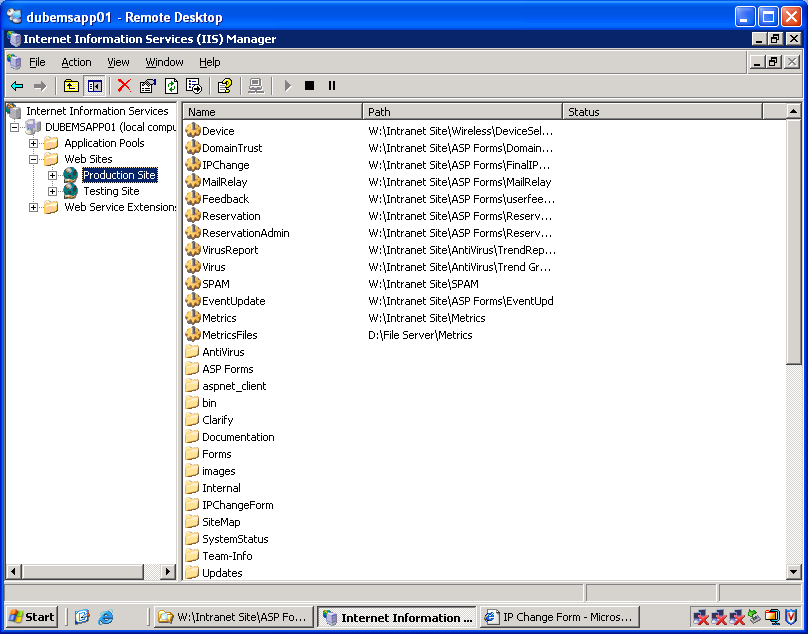 dubemsapp01 - Remote Desktop
Internet Information Services (IIS) Manager
File Action View Window Help
Internet Information Services
DUBEMSAPP01 (local compu
Application Pools
Web Sites
Production Site
Testing Site
Web Service Extensions
Name Path Status
Device W:\Intranet Site\Wireless\DeviceSel...
DomainTrust W:\Intranet Site\ASP Forms\Domain...
IPChange W:\Intranet Site\ASP Forms\FinalIP...
MailRelay W:\Intranet Site\ASP Forms\MailRelay
Feedback W:\Intranet Site\ASP Forms\userfee...
Reservation W:\Intranet Site\ASP Forms\Reserv...
ReservationAdmin W:\Intranet Site\ASP Forms\Reserv...
VirusReport W:\Intranet Site\AntiVirus\TrendRep...
Virus W:\Intranet Site\AntiVirus\Trend Gr...
SPAM W:\Intranet Site\SPAM
EventUpdate W:\Intranet Site\ASP Forms\EventUpd
Metrics W:\Intranet Site\Metrics
MetricsFiles D:\File Server\Metrics
AntiVirus
ASP Forms
aspnet_client
bin
Clarify
Documentation
Forms
images
Internal
IPChangeForm
SiteMap
SystemStatus
Team-Info
Updates
Start W:\Intranet Site\ASP Fo... Internet Information ... IP Change Form - Micros...